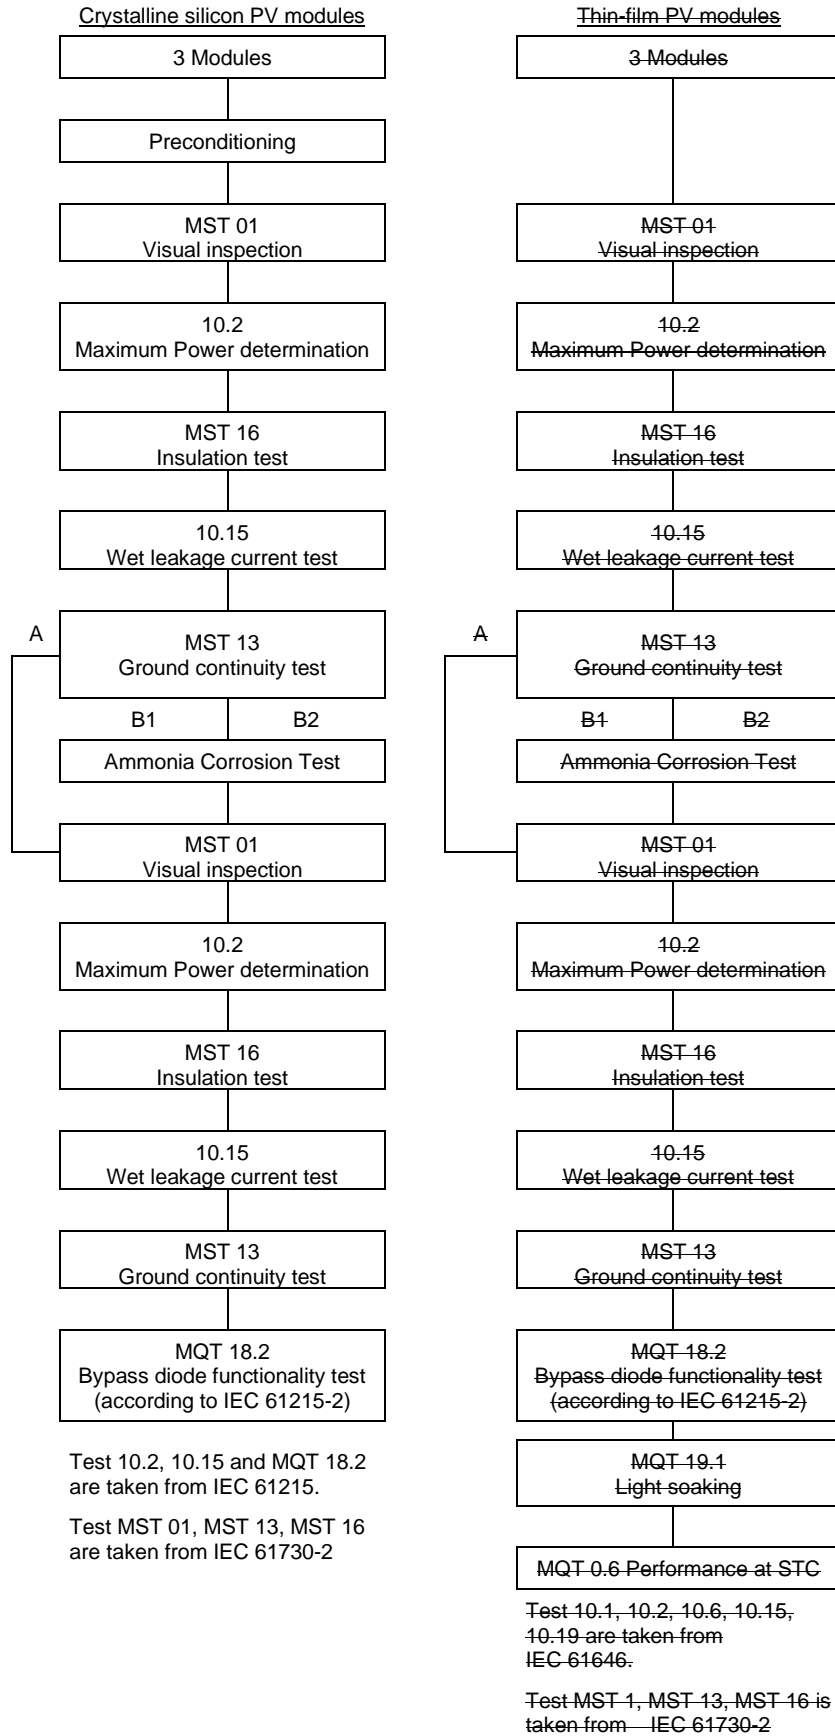 Crystalline silicon PV modules
3 Modules
Preconditioning
MST 01
Visual inspection
10.2
Maximum Power determination
MST 16
Insulation test
10.15
Wet leakage current test
A
MST 13
Ground continuity test
B1
B2
Ammonia Corrosion Test
MST 01
Visual inspection
10.2
Maximum Power determination
MST 16
Insulation test
10.15
Wet leakage current test
MST 13
Ground continuity test
MQT 18.2
Bypass diode functionality test
(according to IEC 61215-2)
Test 10.2, 10.15 and MQT 18.2
are taken from IEC 61215.
Test MST 01, MST 13, MST 16
are taken from IEC 61730-2
Thin-film PV modules
3 Modules
MST 01
Visual inspection
10.2
Maximum Power determination
MST 16
Insulation test
10.15
Wet leakage current test
A
MST 13
Ground continuity test
B1
B2
Ammonia Corrosion Test
MST 01
Visual inspection
10.2
Maximum Power determination
MST 16
Insulation test
10.15
Wet leakage current test
MST 13
Ground continuity test
MQT 18.2
Bypass diode functionality test
(according to IEC 61215-2)
MQT 19.1
Light soaking
MQT 0.6 Performance at STC
Test 10.1, 10.2, 10.6, 10.15,
10.19 are taken from
IEC 61646.
Test MST 1, MST 13, MST 16 is
taken from IEC 61730-2